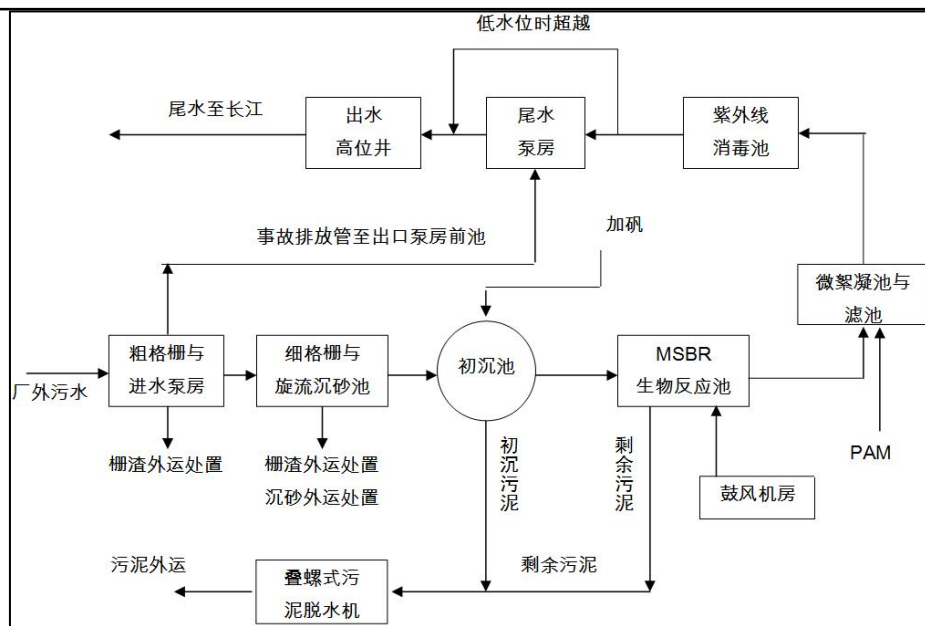 低水位时超越
尾水至长江
出水
高位井
尾水
泵房
紫外线
消毒池
事故排放管至出口泵房前池
加矾
微絮凝池与
滤池
厂外污水
粗格栅与
进水泵房
细格栅与
旋流沉砂池
初沉池
MSBR
生物反应池
栅渣外运处置
栅渣外运处置
沉砂外运处置
初沉污泥
剩余污泥
鼓风机房
PAM
污泥外运
叠螺式污
泥脱水机
剩余污泥